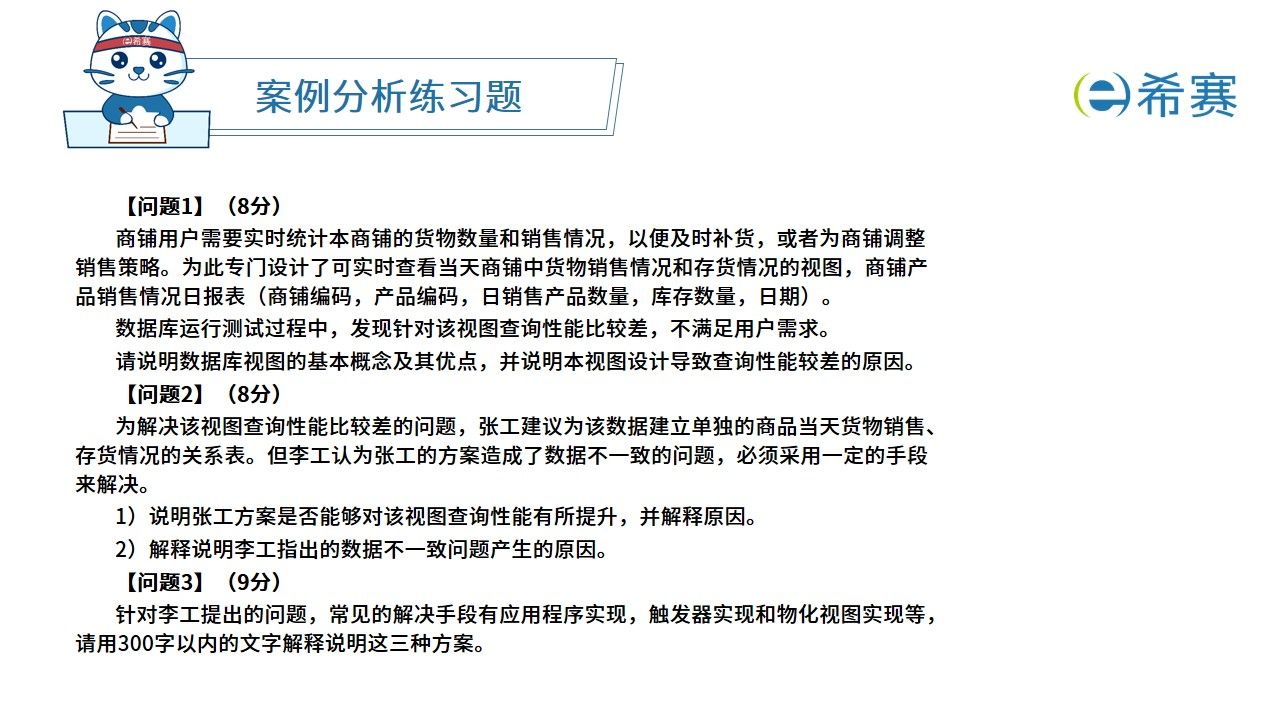 希赛
案例分析练习题
希赛
【问题1】（8分）
商铺用户需要实时统计本商铺的货物数量和销售情况，以便及时补货，或者为商铺调整
销售策略。为此专门设计了可实时查看当天商铺中货物销售情况和存货情况的视图，商铺产
品销售情况日报表（商铺编码，产品编码，日销售产品数量，库存数量，日期）。
数据库运行测试过程中，发现针对该视图查询性能比较差，不满足用户需求。
请说明数据库视图的基本概念及其优点，并说明本视图设计导致查询性能较差的原因。
【问题2】（8分）
为解决该视图查询性能比较差的问题，张工建议为该数据建立单独的商品当天货物销售、
存货情况的关系表。但李工认为张工的方案造成了数据不一致的问题，必须采用一定的手段
来解决。
1）说明张工方案是否能够对该视图查询性能有所提升，并解释原因。
2）解释说明李工指出的数据不一致问题产生的原因。
【问题3】（9分）
针对李工提出的问题，常见的解决手段有应用程序实现，触发器实现和物化视图实现等，
请用300字以内的文字解释说明这三种方案。